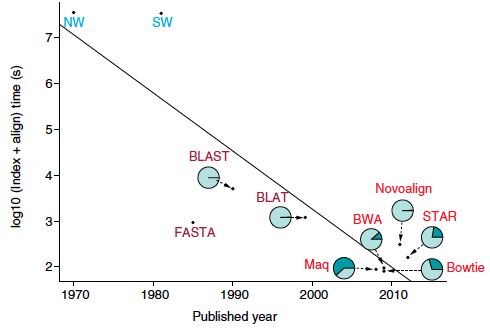 NW
SW
7
6
5
4
3
2
BLAST
BLAT
FASTA
Novoalign
BWA
STAR
Maq
Bowtie
1970 1980 1990 2000 2010
Published year
log10 (Index + align) time (s)